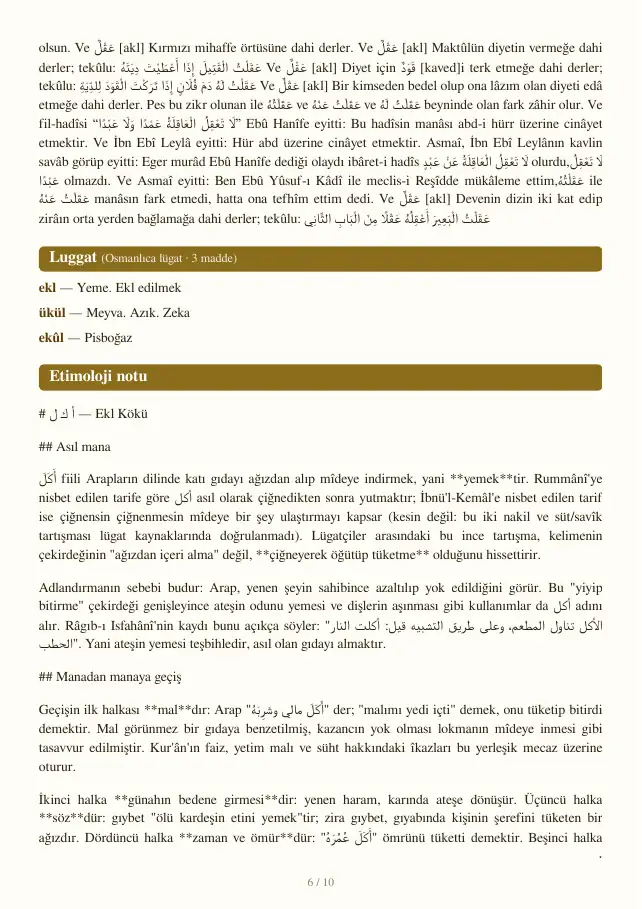 olsun. Ve عَقْلٌ [akl] Kırmızı mihaffe örtüsüne dahi derler. Ve عَقْلٌ [akl] Maktûlün diyetin vermeğe dahi
derler; tekûlu: عَقَلْتُ الْقَتِيلَ إِذَا أَعْطَيْتَ دِيَتَهُ Ve عَقْلٌ [akl] Diyet için قَوَدٌ [kaved]i terk etmeğe dahi derler;
tekûlu: عَقَلْتُ لَهُ دَمَ فُلَانٍ إِذَا تَرَكْتَ الْقَوَدَ لِلدِّيَةِ Ve عَقْلٌ [akl] Bir kimseden bedel olup ona lâzım olan diyeti edâ
etmeğe dahi derler. Pes bu zikr olunan ile عَقَلْتُهُ ve عَقَلْتُ عَنْهُ ve عَقَلْتُ لَهُ beyninde olan fark zâhir olur. Ve
fil-hadîsi “لَا تَعْقِلُ الْعَاقِلَةُ عَمْدًا وَلَا عَبْدًا” Ebû Hanîfe eyitti: Bu hadîsin manâsı abd-i hürr üzerine cinâyet
etmektir. Ve İbn Ebî Leylâ eyitti: Hür abd üzerine cinâyet etmektir. Asmaî, İbn Ebî Leylânın kavlin
savâb görüp eyitti: Eger murâd Ebû Hanîfe dediği olaydı ibâret-i hadîs لَا تَعْقِلُ الْعَاقِلَةُ عَنْ عَبْدٍ olurdu, لَا تَعْقِلُ
عَبْدًا olmazdı. Ve Asmaî eyitti: Ben Ebû Yûsuf-ı Kâdî ile meclis-i Reşîdde mükâleme ettim, عَقَلْتُهُ ile
عَقَلْتُ عَنْهُ manâsın fark etmedi, hatta ona tefhîm ettim dedi. Ve عَقْلٌ [akl] Devenin dizin iki kat edip
zirâın orta yerden bağlamağa dahi derler; tekûlu: عَقَلْتُ الْبَعِيرَ أَعْقِلُهُ عَقْلًا مِنَ الْبَابِ الثَّانِي
Luggat (Osmanlıca lügat · 3 madde)
ekl — Yeme. Ekl edilmek
ükül — Meyva. Azık. Zeka
ekûl — Pisboğaz
Etimoloji notu
# أ ك ل — Ekl Kökü
## Asıl mana
أَكَلَ fiili Arapların dilinde katı gıdayı ağızdan alıp mîdeye indirmek, yani **yemek**tir. Rummânî'ye
nisbet edilen tarife göre أكل asıl olarak çiğnedikten sonra yutmaktır; İbnü'l-Kemâl'e nisbet edilen tarif
ise çiğnensin çiğnenmesin mîdeye bir şey ulaştırmayı kapsar (kesin değil: bu iki nakil ve süt/savîk
tartışması lügat kaynaklarında doğrulanmadı). Lügatçiler arasındaki bu ince tartışma, kelimenin
çekirdeğinin "ağızdan içeri alma" değil, **çiğneyerek öğütüp tüketme** olduğunu hissettirir.
Adlandırmanın sebebi budur: Arap, yenen şeyin sahibince azaltılıp yok edildiğini görür. Bu "yiyip
bitirme" çekirdeği genişleyince ateşin odunu yemesi ve dişlerin aşınması gibi kullanımlar da أكل adını
alır. Râgıb-ı Isfahânî'nin kaydı bunu açıkça söyler: "الأكل تناول المطعم، وعلى طريق التشبيه قيل: أكلت النار
الحطب". Yani ateşin yemesi teşbihledir, asıl olan gıdayı almaktır.
## Manadan manaya geçiş
Geçişin ilk halkası **mal**dır: Arap "أَكَلَ مالي وشَرِبَهُ" der; "malımı yedi içti" demek, onu tüketip bitirdi
demektir. Mal görünmez bir gıdaya benzetilmiş, kazancın yok olması lokmanın mîdeye inmesi gibi
tasavvur edilmiştir. Kur'ân'ın faiz, yetim malı ve süht hakkındaki îkazları bu yerleşik mecaz üzerine
oturur.
İkinci halka **günahın bedene girmesi**dir: yenen haram, karında ateşe dönüşür. Üçüncü halka
**söz**dür: gıybet "ölü kardeşin etini yemek"tir; zira gıybet, gıyabında kişinin şerefini tüketen bir
ağızdır. Dördüncü halka **zaman ve ömür**dür: "أَكَلَ عُمُرَهُ" ömrünü tüketti demektir. Beşinci halka
.
6 / 10